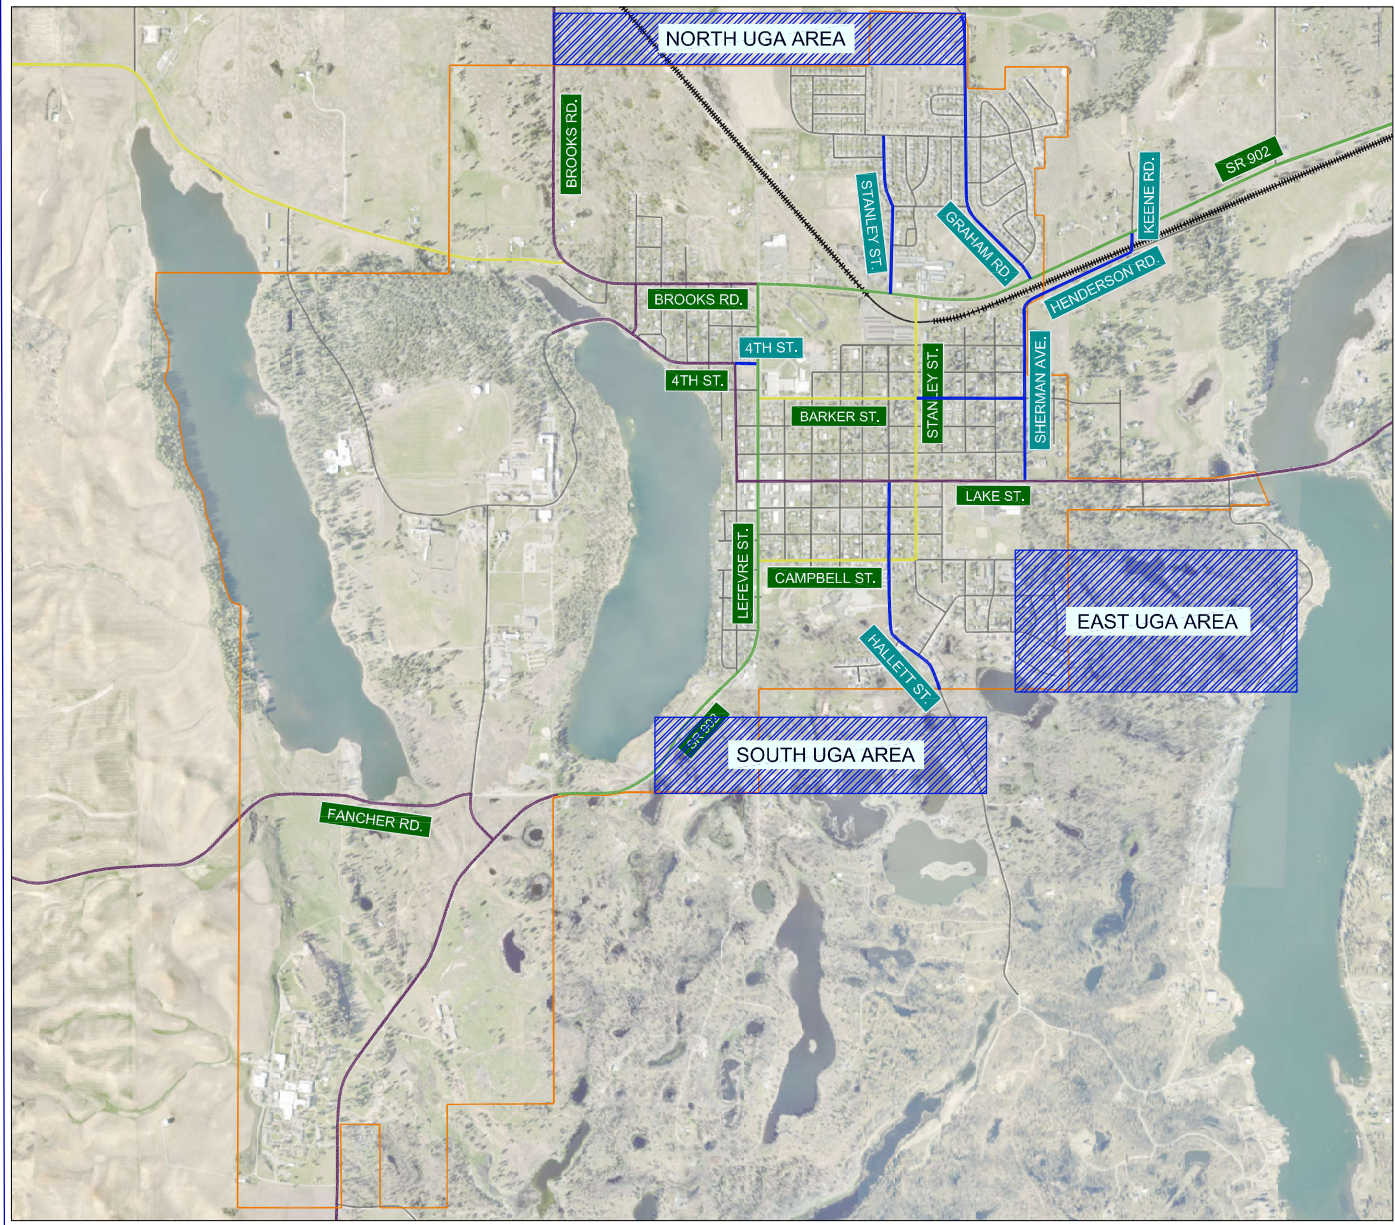 NORTH UGA AREA
BROOKS RD.
SR 902
KEENE RD.
STANLEY ST.
GRAHAM RD.
HENDERSON RD.
BROOKS RD.
4TH ST.
4TH ST.
BARKER ST.
STANLEY ST.
SHERMAN AVE.
LAKE ST.
LEFEVRE ST.
CAMPBELL ST.
EAST UGA AREA
HALLETT ST.
SR 902
SOUTH UGA AREA
FANCHER RD.